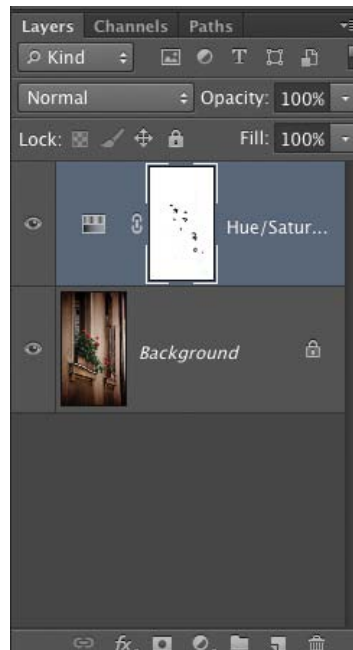 Layers Channels Paths
Kind
Normal Opacity: 100%
Lock: Fill: 100%
Hue/Satur...
Background
fx